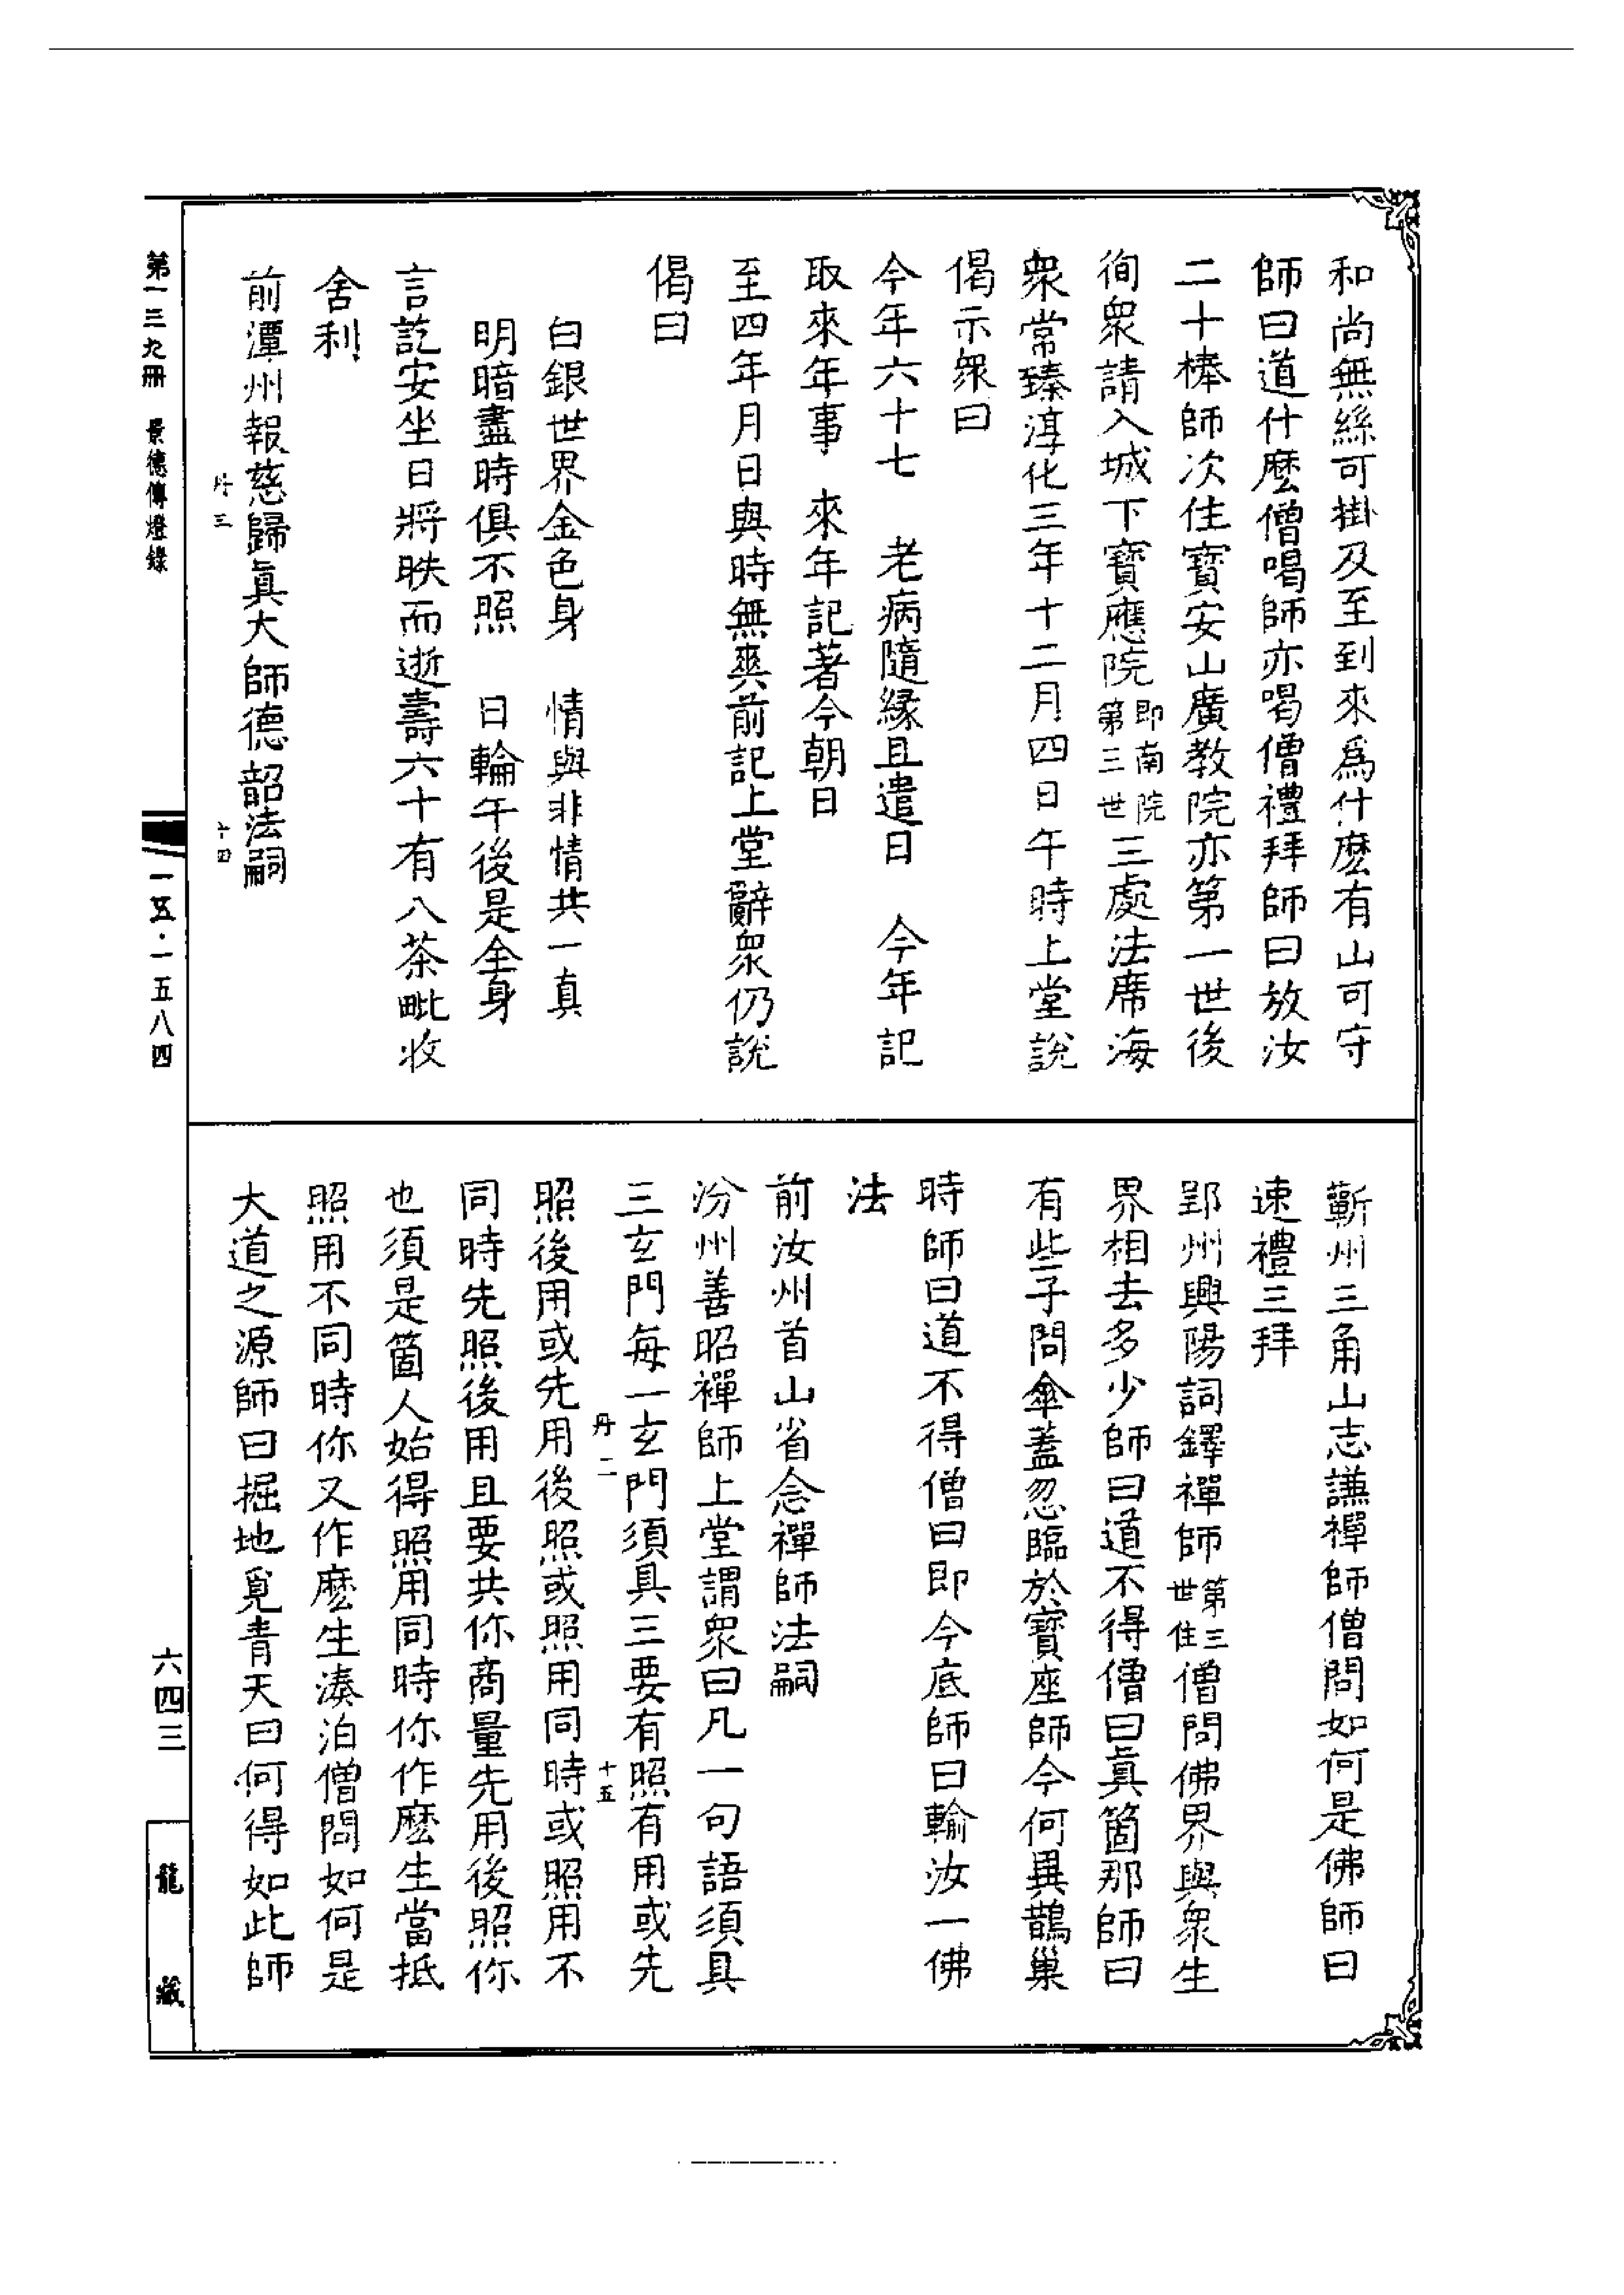 和尚無絲可掛及至到來爲什麽有山可守
師曰道什麽僧喝師亦喝僧禮拜師曰放汝
二十棒師次住寳安山廣教院亦第一世後
徇衆請入城下寳應院即南院第三世三處法席海
衆常臻淳化三年十二月四日午時上堂説
偈示衆曰
今年六十七　老病隨緣且遣日　今年記
取來年事　來年記著今朝日
至四年月日與時無爽前記上堂辭衆仍説
偈曰
白銀世界金色身　情與非情共一真
明暗盡時俱不照　日輪午後是全身
言訖安坐日將昳而逝壽六十有八茶毗收
舍利
前潭州報慈歸眞大師德韶法嗣
丹三
十四
蘄州三角山志謙禪師僧問如何是佛師曰
速禮三拜
郢州興陽詞鐸禪師第三世住僧問佛界與衆生
界相去多少師曰道不得僧曰眞箇那師曰
有些子問傘蓋忽臨於寳座師今何異鵲巢
時師曰道不得僧曰即今底師曰輸汝一佛
法
前汝州首山省念禪師法嗣
汾州善昭禪師上堂謂衆曰凡一句語須具
三玄門每一玄門須具三要有照有用或先
丹二
十五
照後用或先用後照或照用同時或照用不
同時先照後用且要共你商量先用後照你
也須是箇人始得照用同時你作麽生當抵
照用不同時你又作麽生湊泊僧問如何是
大道之源師曰掘地覓青天曰何得如此師
第一三九冊　景德傳燈錄
一五·一五八四
六四三
龍藏